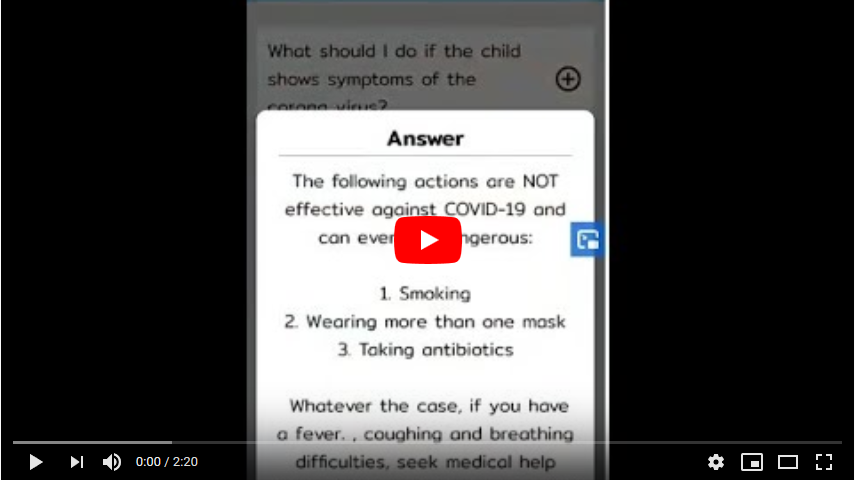 What should I do if the child
shows symptoms of the
corona virus?
Answer
The following actions are NOT
effective against COVID-19 and
can even ngerous:
1. Smoking
2. Wearing more than one mask
3. Taking antibiotics
Whatever the case, if you have
a fever. , coughing and breathing
difficulties, seek medical help
0:00 / 2:20